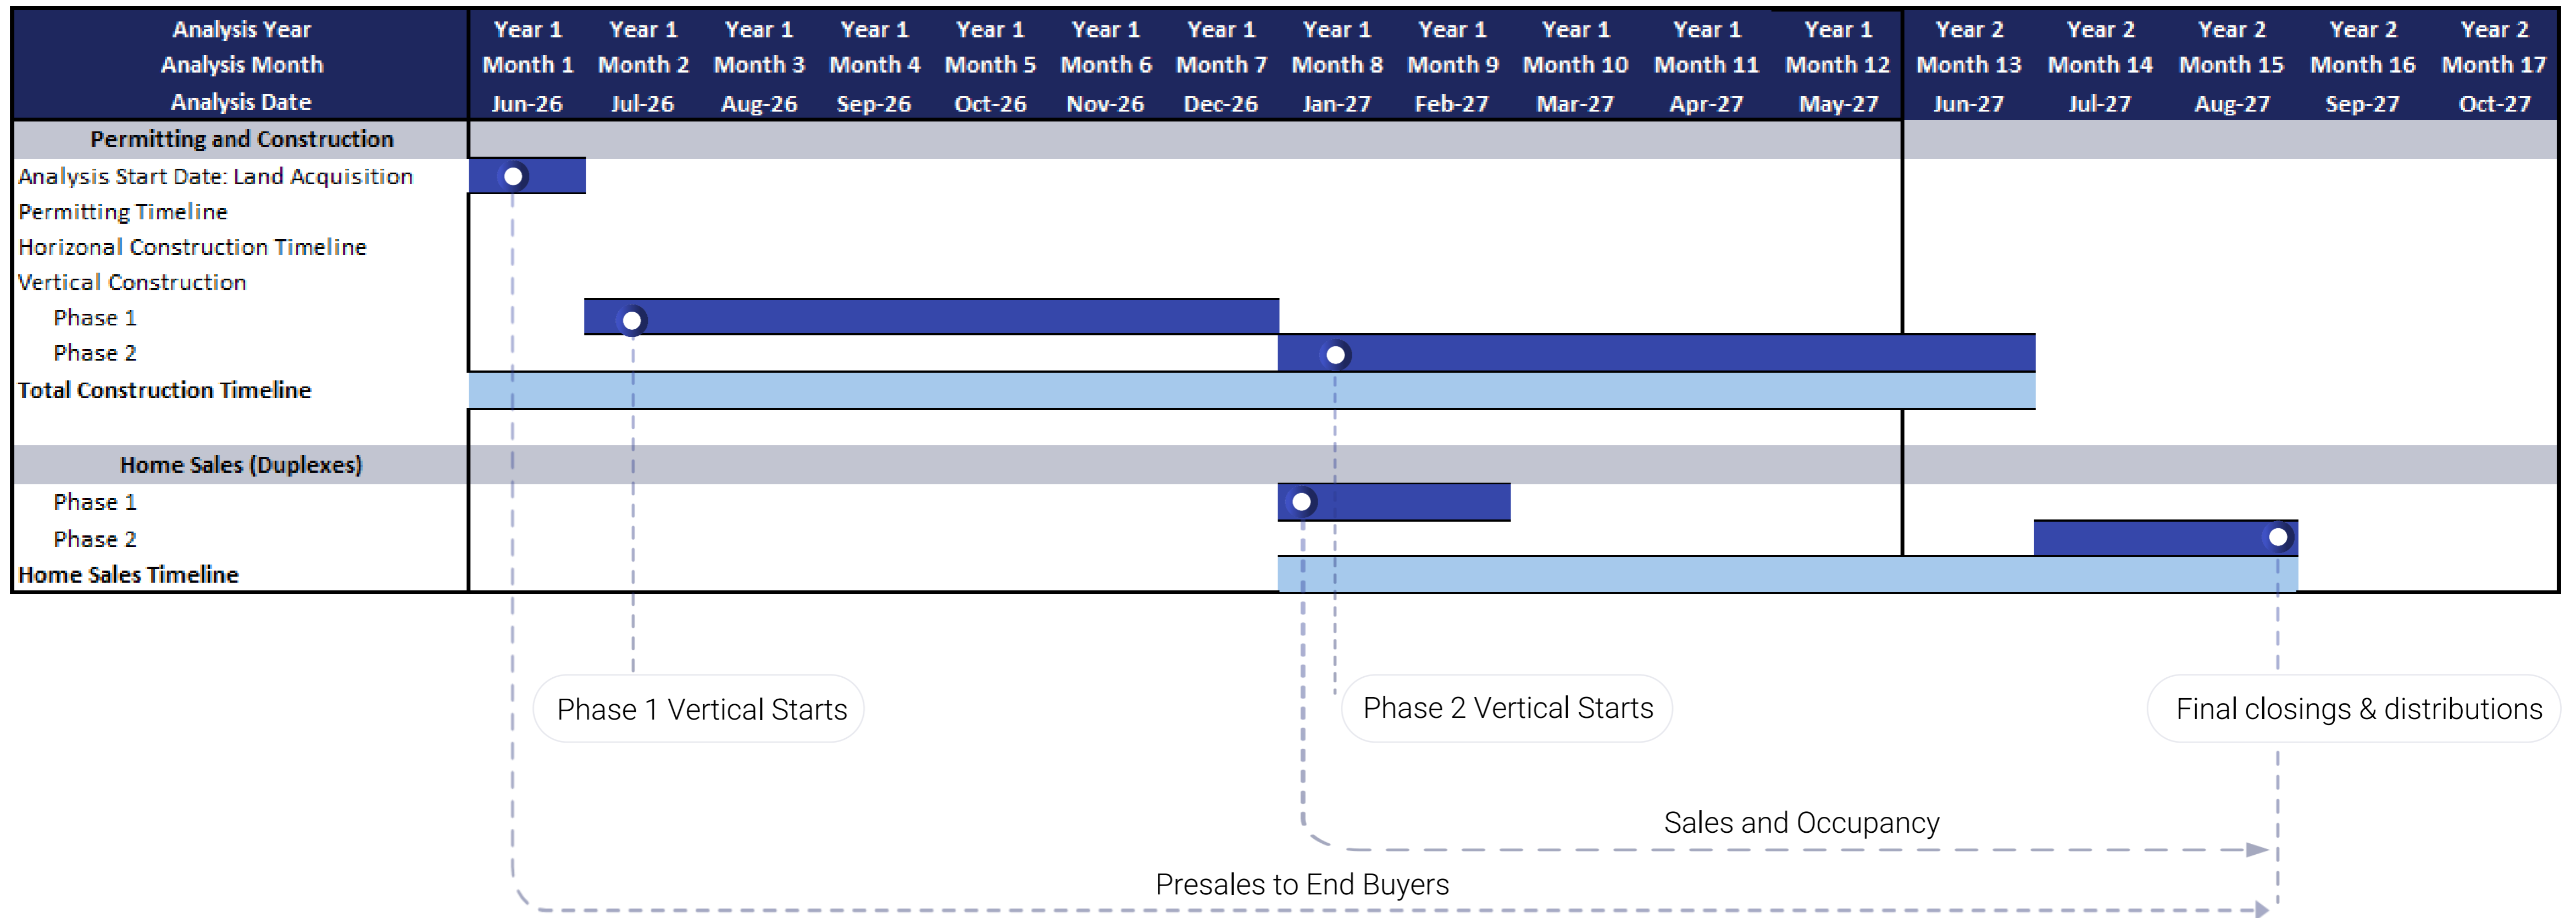 Analysis Year Year 1 Year 1 Year 1 Year 1 Year 1 Year 1 Year 1 Year 1 Year 1 Year 1 Year 1 Year 1 Year 2 Year 2 Year 2 Year 2 Year 2
Analysis Month Month 1 Month 2 Month 3 Month 4 Month 5 Month 6 Month 7 Month 8 Month 9 Month 10 Month 11 Month 12 Month 13 Month 14 Month 15 Month 16 Month 17
Analysis Date Jun-26 Jul-26 Aug-26 Sep-26 Oct-26 Nov-26 Dec-26 Jan-27 Feb-27 Mar-27 Apr-27 May-27 Jun-27 Jul-27 Aug-27 Sep-27 Oct-27
Permitting and Construction
Analysis Start Date: Land Acquisition
Permitting Timeline
Horizonal Construction Timeline
Vertical Construction
Phase 1
Phase 2
Total Construction Timeline
Home Sales (Duplexes)
Phase 1
Phase 2
Home Sales Timeline
Phase 1 Vertical Starts
Phase 2 Vertical Starts
Final closings & distributions
Sales and Occupancy
Presales to End Buyers